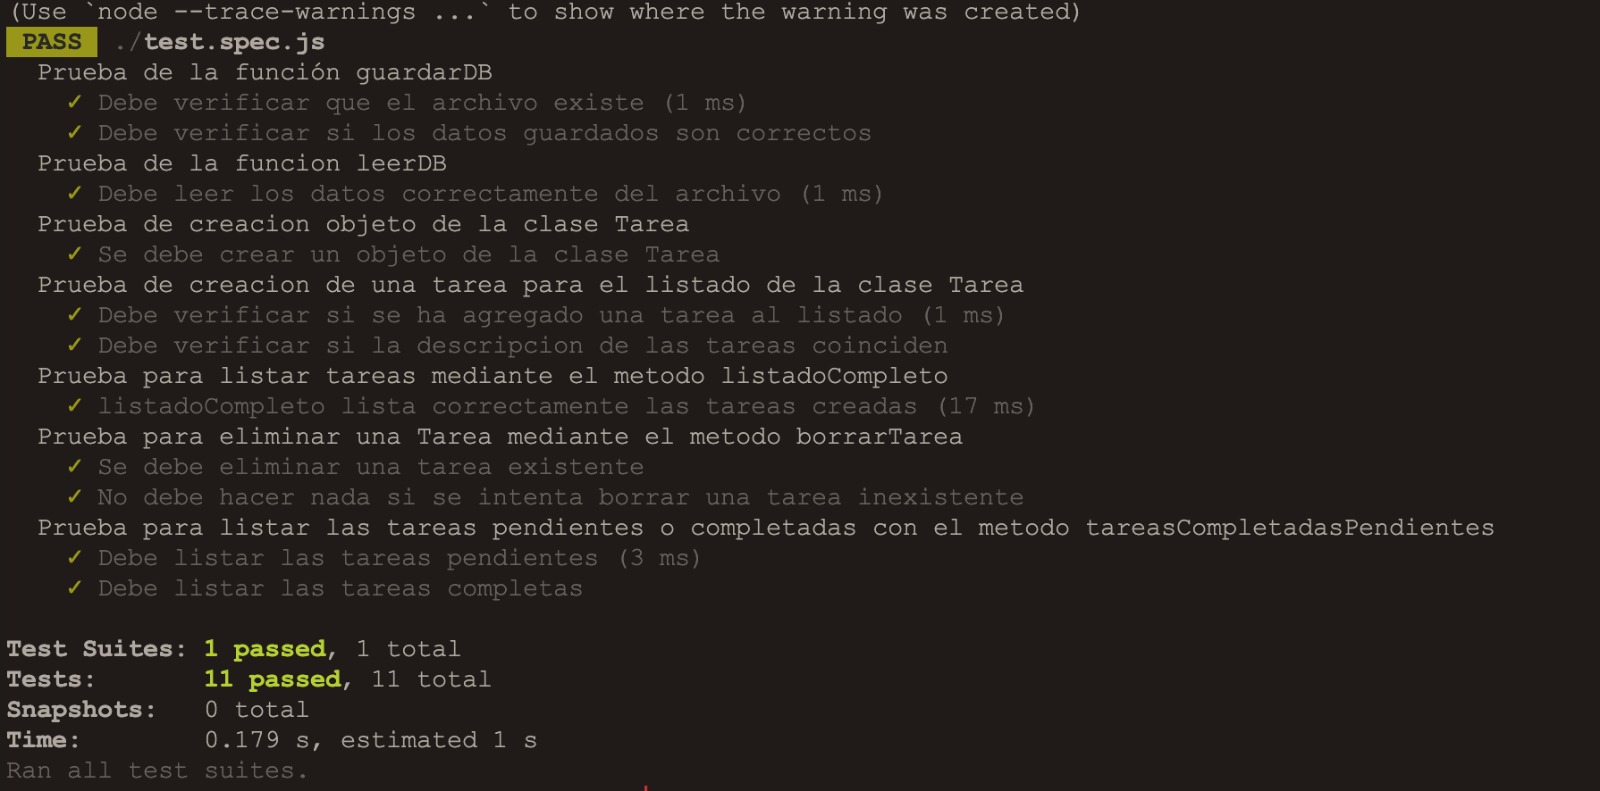 (Use `node --trace-warnings ...` to show where the warning was created)
PASS ./test.spec.js
Prueba de la función guardarDB
✓ Debe verificar que el archivo existe (1 ms)
✓ Debe verificar si los datos guardados son correctos
Prueba de la funcion leerDB
✓ Debe leer los datos correctamente del archivo (1 ms)
Prueba de creacion objeto de la clase Tarea
✓ Se debe crear un objeto de la clase Tarea
Prueba de creacion de una tarea para el listado de la clase Tarea
✓ Debe verificar si se ha agregado una tarea al listado (1 ms)
✓ Debe verificar si la descripcion de las tareas coinciden
Prueba para listar tareas mediante el metodo listadoCompleto
✓ listadoCompleto lista correctamente las tareas creadas (17 ms)
Prueba para eliminar una Tarea mediante el metodo borrarTarea
✓ Se debe eliminar una tarea existente
✓ No debe hacer nada si se intenta borrar una tarea inexistente
Prueba para listar las tareas pendientes o completadas con el metodo tareasCompletadasPendientes
✓ Debe listar las tareas pendientes (3 ms)
✓ Debe listar las tareas completas
Test Suites: 1 passed, 1 total
Tests: 11 passed, 11 total
Snapshots: 0 total
Time: 0.179 s, estimated 1 s
Ran all test suites.